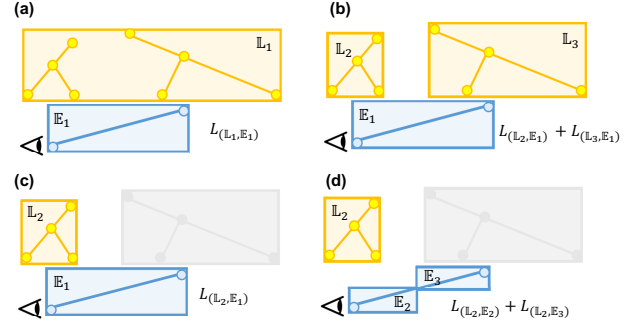 (a)
𝕃₁
𝔼₁
L₍𝕃₁,𝔼₁₎
(b)
𝕃₂
𝕃₃
𝔼₁
L₍𝕃₂,𝔼₁₎ + L₍𝕃₃,𝔼₁₎
(c)
𝕃₂
𝔼₁
L₍𝕃₂,𝔼₁₎
(d)
𝕃₂
𝔼₃
𝔼₂
L₍𝕃₂,𝔼₂₎ + L₍𝕃₂,𝔼₃₎